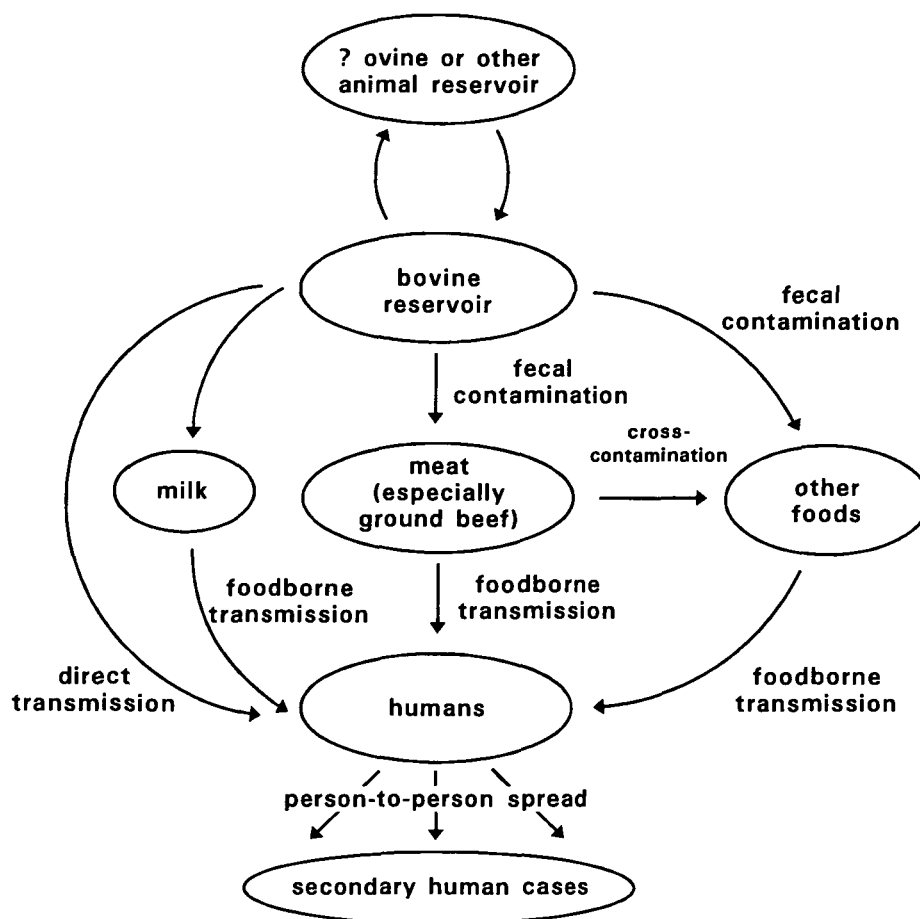 ? ovine or other
animal reservoir
bovine
reservoir
fecal
contamination
fecal
contamination
cross-
contamination
milk
meat
(especially
ground beef)
other
foods
foodborne
transmission
foodborne
transmission
direct
transmission
foodborne
transmission
humans
person-to-person spread
secondary human cases